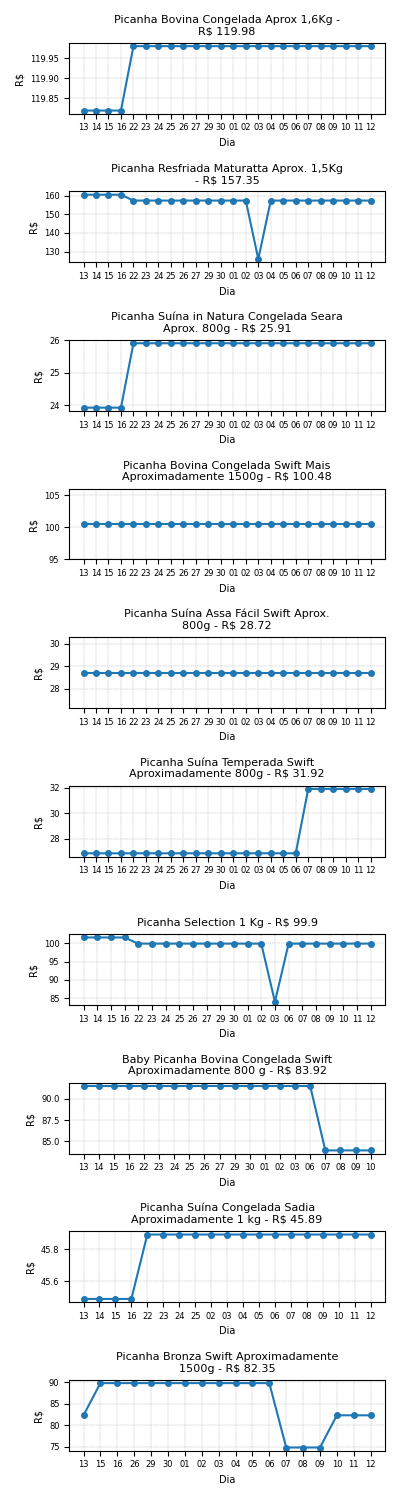 Picanha Bovina Congelada Aprox 1,6Kg -
R$ 119.98
119.95
119.90
119.85
R$
13 14 15 16 22 23 24 25 26 27 29 30 01 02 03 04 05 06 07 08 09 10 11 12
Dia
Picanha Resfriada Maturatta Aprox. 1,5Kg
- R$ 157.35
160
150
140
130
R$
13 14 15 16 22 23 24 25 26 27 29 30 01 02 03 04 05 06 07 08 09 10 11 12
Dia
Picanha Suína in Natura Congelada Seara
Aprox. 800g - R$ 25.91
26
25
24
R$
13 14 15 16 22 23 24 25 26 27 29 30 01 02 03 04 05 06 07 08 09 10 11 12
Dia
Picanha Bovina Congelada Swift Mais
Aproximadamente 1500g - R$ 100.48
105
100
95
R$
13 14 15 16 22 23 24 25 26 27 29 30 01 02 03 04 05 06 07 08 09 10 11 12
Dia
Picanha Suína Assa Fácil Swift Aprox.
800g - R$ 28.72
30
29
28
R$
13 14 15 16 22 23 24 25 26 27 29 30 01 02 03 04 05 06 07 08 09 10 11 12
Dia
Picanha Suína Temperada Swift
Aproximadamente 800g - R$ 31.92
32
30
28
R$
13 14 15 16 22 23 24 25 26 27 29 30 01 02 03 04 05 06 07 08 09 10 11 12
Dia
Picanha Selection 1 Kg - R$ 99.9
100
95
90
85
R$
13 14 15 16 22 23 24 25 26 27 29 30 01 02 03 06 07 08 09 10 11 12
Dia
Baby Picanha Bovina Congelada Swift
Aproximadamente 800 g - R$ 83.92
90.0
87.5
85.0
R$
13 14 15 16 22 23 24 25 26 27 29 30 01 02 03 06 07 08 09 10
Dia
Picanha Suína Congelada Sadia
Aproximadamente 1 kg - R$ 45.89
45.8
45.6
R$
13 14 15 16 22 23 24 25 02 03 04 05 06 07 08 09 10 11 12
Dia
Picanha Bronza Swift Aproximadamente
1500g - R$ 82.35
90
85
80
75
R$
13 15 16 26 29 30 01 02 03 04 05 06 07 08 09 10 11 12
Dia